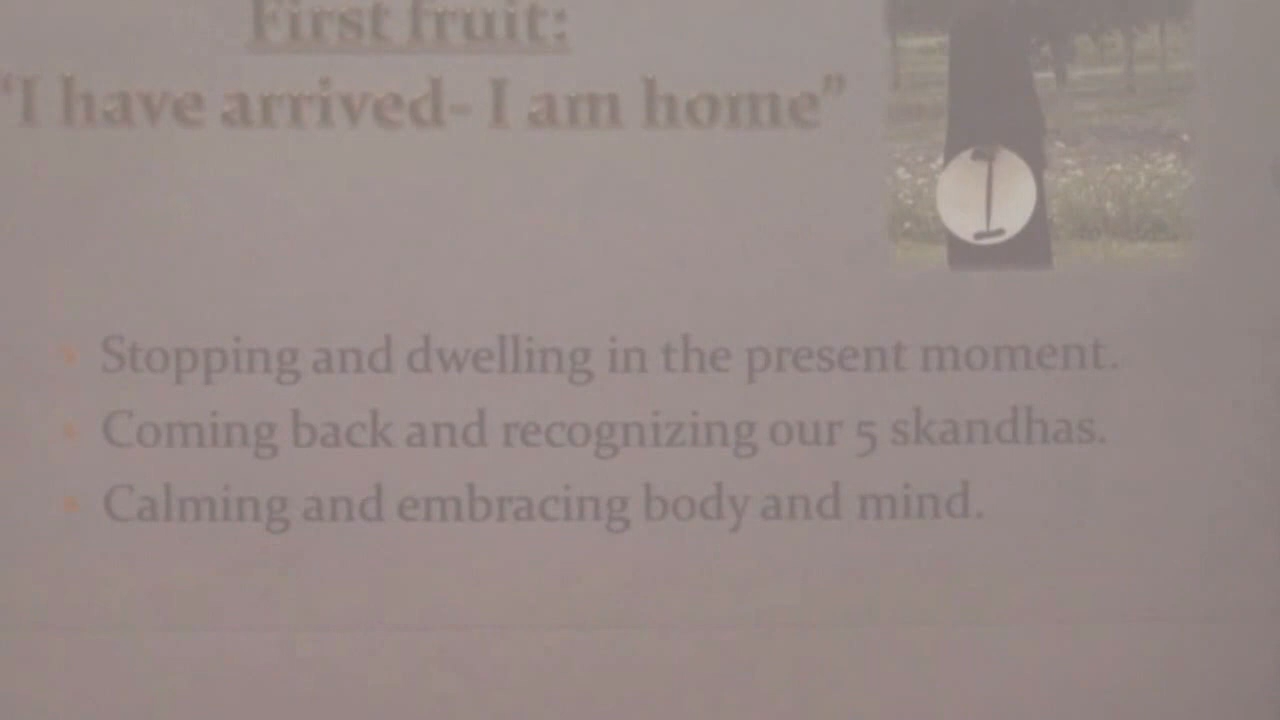 First fruit:
"I have arrived- I am home”
Stopping and dwelling in the present moment.
Coming back and recognizing our 5 skandhas.
Calming and embracing body and mind.